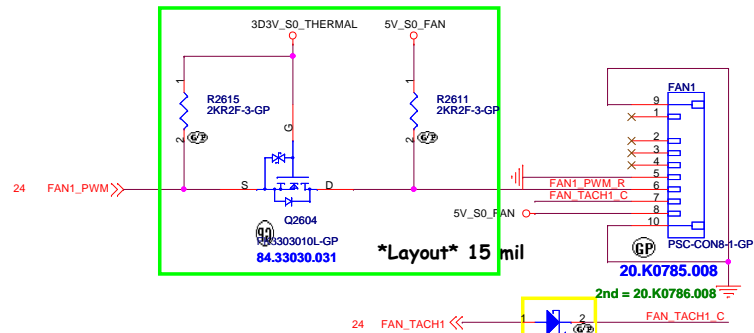 3D3V_S0_THERMAL
5V_S0_FAN
1
R2615
2KR2F-3-GP
2
G/P
G
1
R2611
2KR2F-3-GP
2
G/P
FAN1
9
1
2
3
4
5
6
7
8
10
24 FAN1_PWM
S
D
FAN1_PWM_R
FAN_TACH1_C
5V_S0_FAN
Q2604
3303010L-GP
84.33030.031
*Layout* 15 mil
GP
PSC-CON8-1-GP
20.K0785.008
2nd = 20.K0786.008
24 FAN_TACH1
1
2
G/P
FAN_TACH1_C